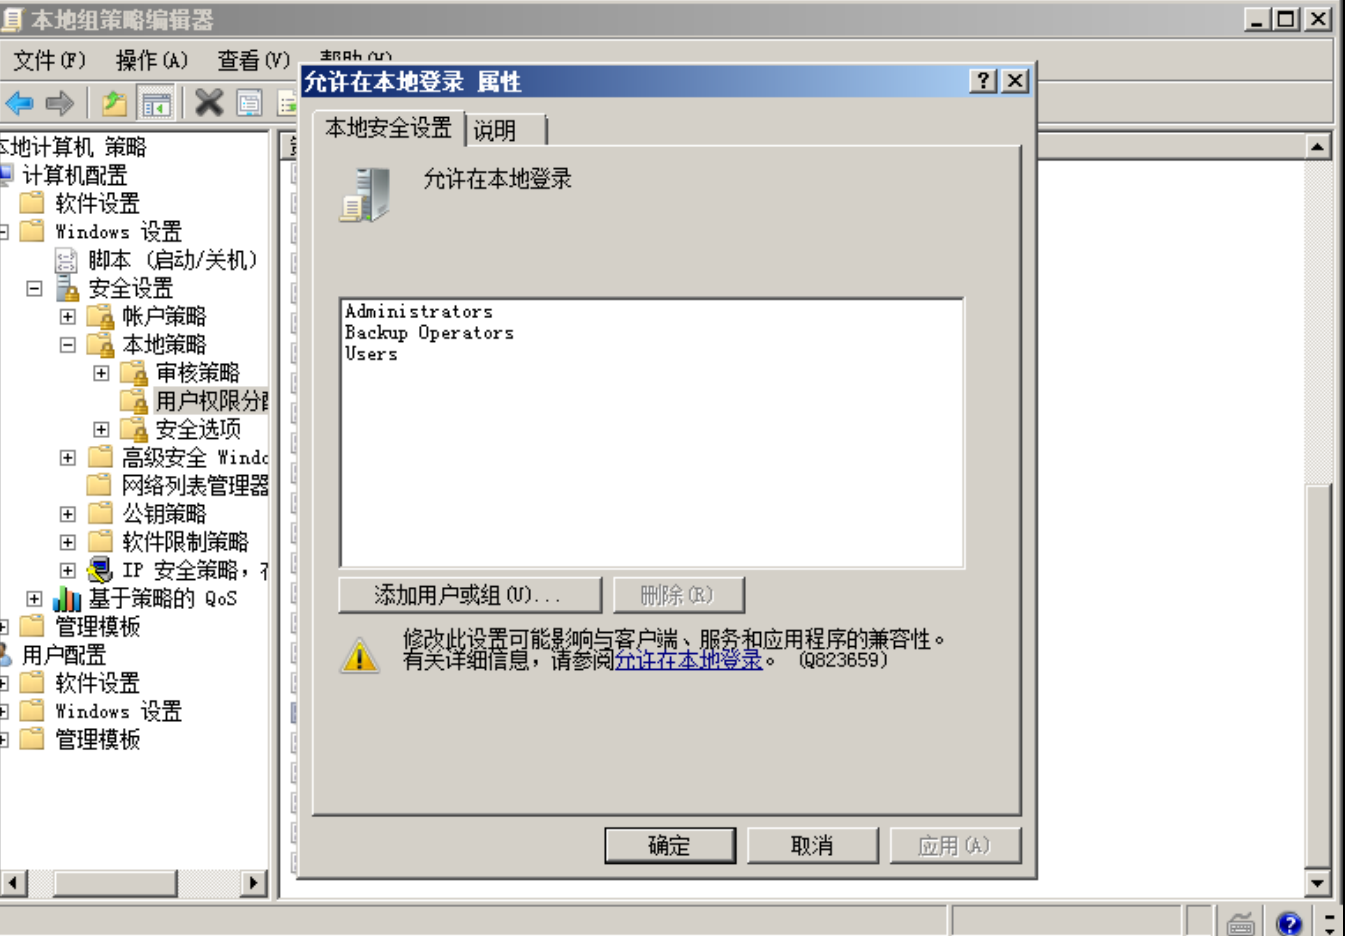 本地组策略编辑器
文件(F) 操作(A) 查看(V) 帮助(H)
本地计算机 策略
计算机配置
软件设置
Windows 设置
脚本 (启动/关机)
安全设置
帐户策略
本地策略
审核策略
用户权限分配
安全选项
高级安全 Windo
网络列表管理器
公钥策略
软件限制策略
IP 安全策略，在
基于策略的 QoS
管理模板
用户配置
软件设置
Windows 设置
管理模板
允许在本地登录 属性
本地安全设置 说明
允许在本地登录
Administrators
Backup Operators
Users
添加用户或组(U)... 删除(R)
修改此设置可能影响与客户端、服务和应用程序的兼容性。
有关详细信息，请参阅允许在本地登录。 (Q823659)
确定 取消 应用(A)